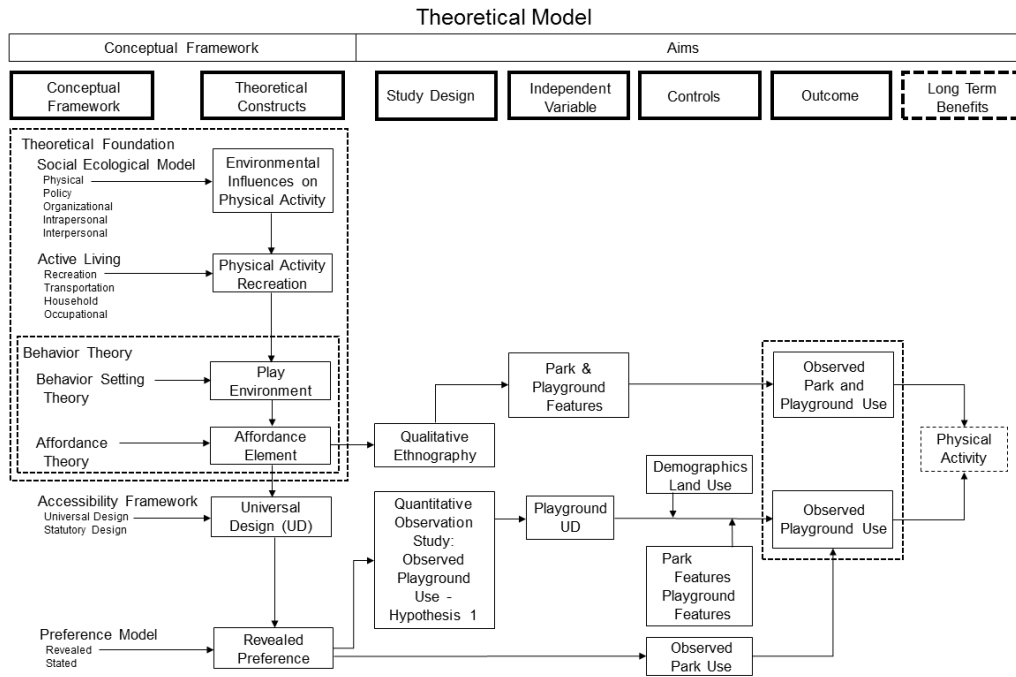 Theoretical Model
Conceptual Framework
Aims
Conceptual
Framework
Theoretical
Constructs
Study Design
Independent
Variable
Controls
Outcome
Long Term
Benefits
Theoretical Foundation
Social Ecological Model
Physical
Policy
Organizational
Intrapersonal
Interpersonal
Environmental
Influences on
Physical Activity
Active Living
Recreation
Transportation
Household
Occupational
Physical Activity
Recreation
Behavior Theory
Behavior Setting
Theory
Play
Environment
Affordance
Theory
Affordance
Element
Qualitative
Ethnography
Park &
Playground
Features
Observed
Park and
Playground Use
Physical
Activity
Accessibility Framework
Universal Design
Statutory Design
Universal
Design (UD)
Quantitative
Observation
Study:
Observed
Playground
Use -
Hypothesis 1
Playground
UD
Demographics
Land Use
Park
Features
Playground
Features
Observed
Playground Use
Preference Model
Revealed
Stated
Revealed
Preference
Observed
Park Use